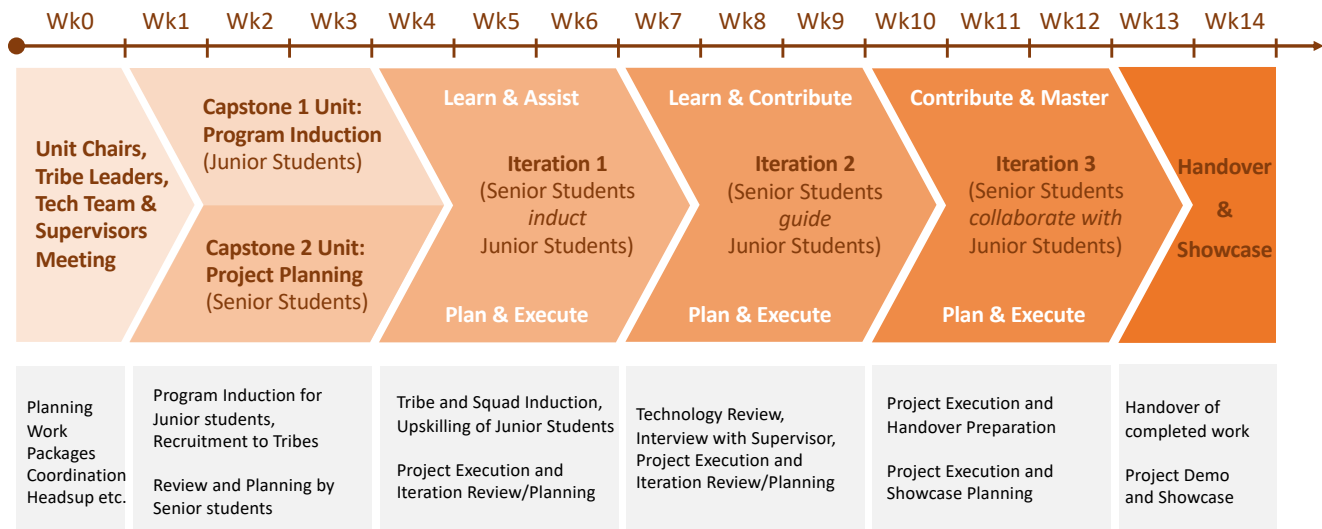 Wk0 Wk1 Wk2 Wk3 Wk4 Wk5 Wk6 Wk7 Wk8 Wk9 Wk10 Wk11 Wk12 Wk13 Wk14
Unit Chairs,
Tribe Leaders,
Tech Team &
Supervisors
Meeting
Capstone 1 Unit:
Program Induction
(Junior Students)
Capstone 2 Unit:
Project Planning
(Senior Students)
Learn & Assist
Iteration 1
(Senior Students
induct
Junior Students)
Plan & Execute
Learn & Contribute
Iteration 2
(Senior Students
guide
Junior Students)
Plan & Execute
Contribute & Master
Iteration 3
(Senior Students
collaborate with
Junior Students)
Plan & Execute
Handover
&
Showcase
Planning
Work
Packages
Coordination
Headsup etc.
Program Induction for
Junior students,
Recruitment to Tribes
Review and Planning by
Senior students
Tribe and Squad Induction,
Upskilling of Junior Students
Project Execution and
Iteration Review/Planning
Technology Review,
Interview with Supervisor,
Project Execution and
Iteration Review/Planning
Project Execution and
Handover Preparation
Project Execution and
Showcase Planning
Handover of
completed work
Project Demo
and Showcase